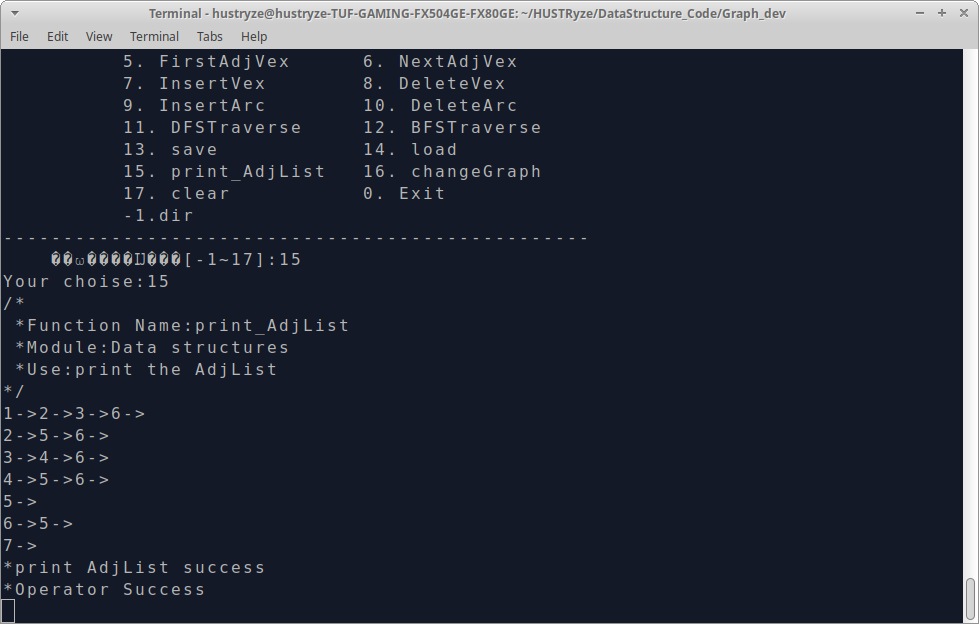 Terminal - hustryze@hustryze-TUF-GAMING-FX504GE-FX80GE: ~/HUSTRyze/DataStructure_Code/Graph_dev
File Edit View Terminal Tabs Help
5. FirstAdjVex 6. NextAdjVex
7. InsertVex 8. DeleteVex
9. InsertArc 10. DeleteArc
11. DFSTraverse 12. BFSTraverse
13. save 14. load
15. print_AdjList 16. changeGraph
17. clear 0. Exit
-1.dir
-------------------------------------------------
[-1~17]:15
Your choise:15
/*
*Function Name:print_AdjList
*Module:Data structures
*Use:print the AdjList
*/
1->2->3->6->
2->5->6->
3->4->6->
4->5->6->
5->
6->5->
7->
*print AdjList success
*Operator Success